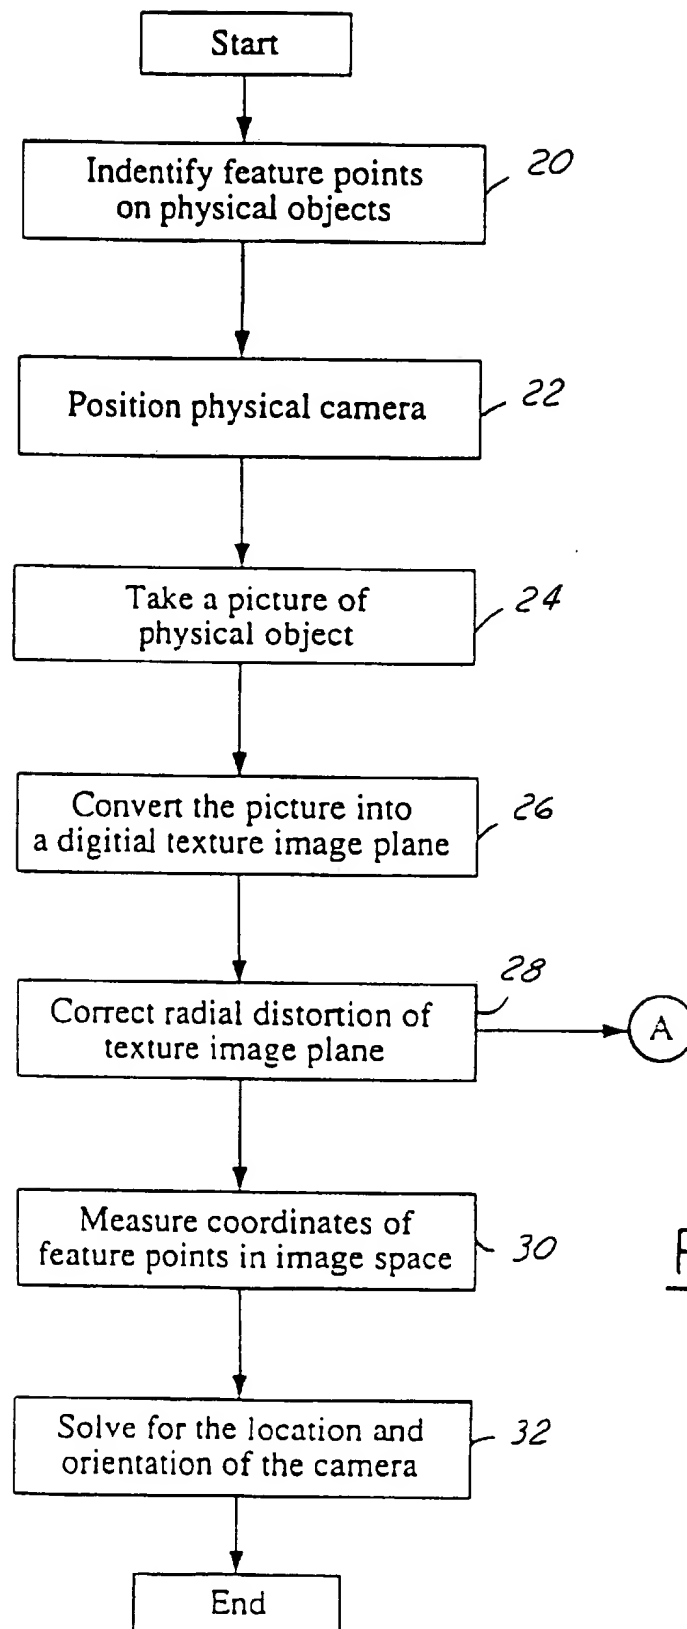 Start
Indentify feature points
on physical objects
20
Position physical camera
22
Take a picture of
physical object
24
Convert the picture into
a digitial texture image plane
26
Correct radial distortion of
texture image plane
28
A
Measure coordinates of
feature points in image space
30
Solve for the location and
orientation of the camera
32
End